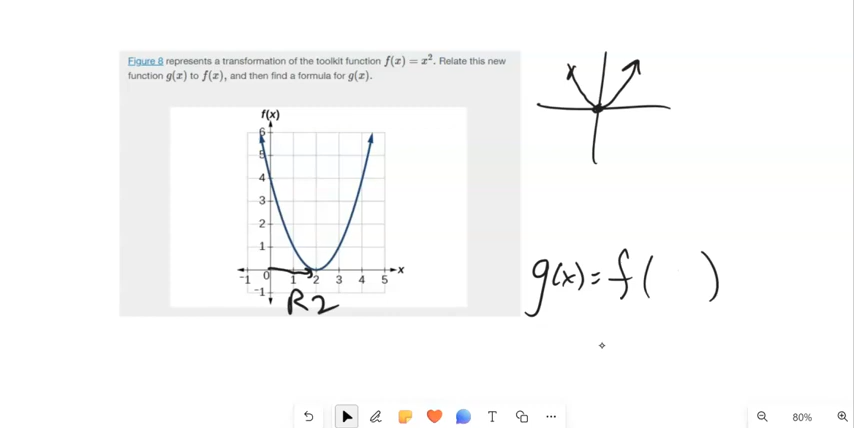 Figure 8 represents a transformation of the toolkit function f(x) = x². Relate this new
function g(x) to f(x), and then find a formula for g(x).
f(x)
6
5
4
3
2
1
-1 0 1 2 3 4 5 x
-1
R2
g(x) = f( )
T
80%